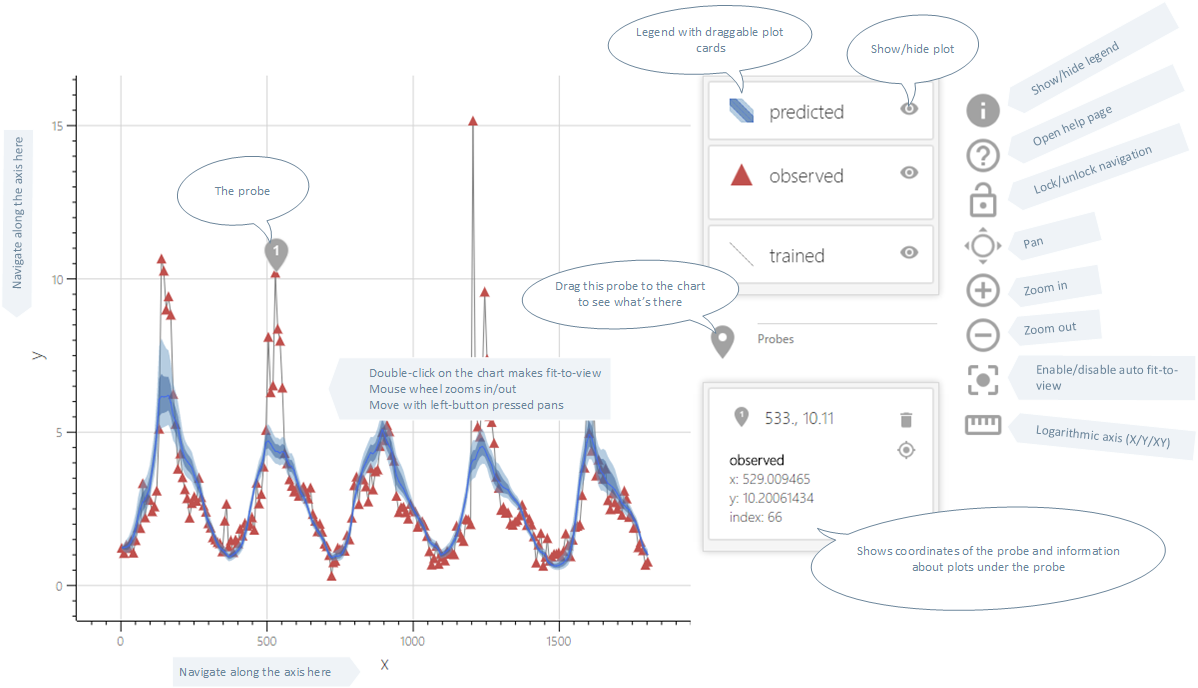 Legend with draggable plot
cards
Show/hide plot
Show/hide legend
Open help page
Lock/unlock navigation
Pan
Zoom in
Zoom out
Enable/disable auto fit-to-
view
Logarithmic axis (X/Y/XY)
predicted
observed
trained
Drag this probe to the chart
to see what's there
Probes
1
533., 10.11
observed
x: 529.009465
y: 10.20061434
index: 66
Shows coordinates of the probe and information
about plots under the probe
The probe
1
Double-click on the chart makes fit-to-view
Mouse wheel zooms in/out
Move with left-button pressed pans
Navigate along the axis here
y
15
10
5
0
0
500
1000
1500
x
Navigate along the axis here